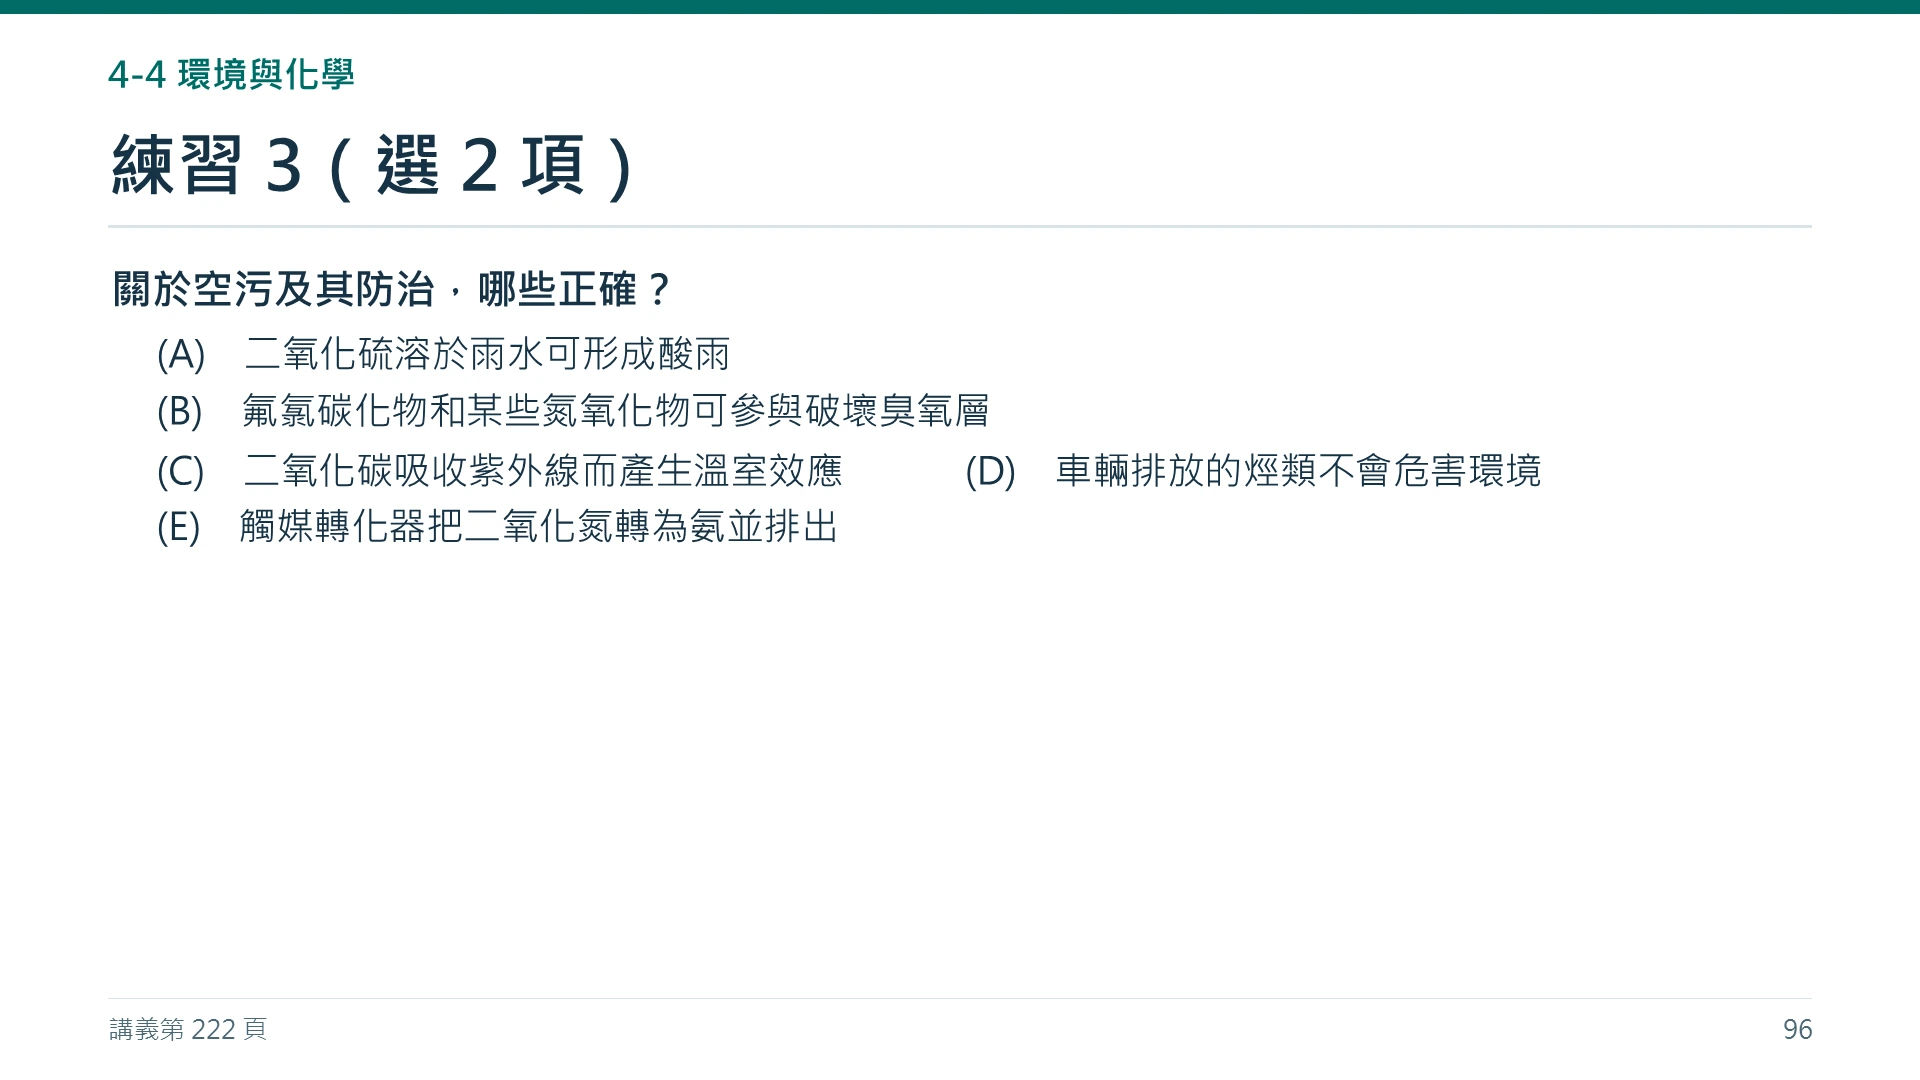 4-4 環境與化學
練習 3（選 2 項）
關於空污及其防治，哪些正確？
(A) 二氧化硫溶於雨水可形成酸雨
(B) 氟氯碳化物和某些氮氧化物可參與破壞臭氧層
(C) 二氧化碳吸收紫外線而產生溫室效應 (D) 車輛排放的烴類不會危害環境
(E) 觸媒轉化器把二氧化氮轉為氨並排出
講義第 222 頁
96